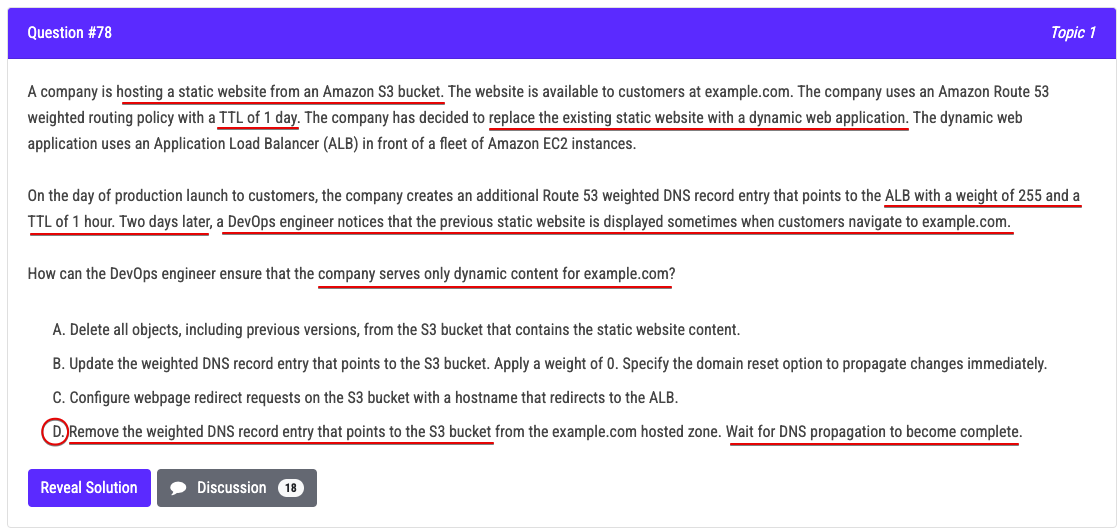 Question #78
Topic 1
A company is hosting a static website from an Amazon S3 bucket. The website is available to customers at example.com. The company uses an Amazon Route 53
weighted routing policy with a TTL of 1 day. The company has decided to replace the existing static website with a dynamic web application. The dynamic web
application uses an Application Load Balancer (ALB) in front of a fleet of Amazon EC2 instances.
On the day of production launch to customers, the company creates an additional Route 53 weighted DNS record entry that points to the ALB with a weight of 255 and a
TTL of 1 hour. Two days later, a DevOps engineer notices that the previous static website is displayed sometimes when customers navigate to example.com.
How can the DevOps engineer ensure that the company serves only dynamic content for example.com?
A. Delete all objects, including previous versions, from the S3 bucket that contains the static website content.
B. Update the weighted DNS record entry that points to the S3 bucket. Apply a weight of 0. Specify the domain reset option to propagate changes immediately.
C. Configure webpage redirect requests on the S3 bucket with a hostname that redirects to the ALB.
D. Remove the weighted DNS record entry that points to the S3 bucket from the example.com hosted zone. Wait for DNS propagation to become complete.
Reveal Solution
Discussion 18